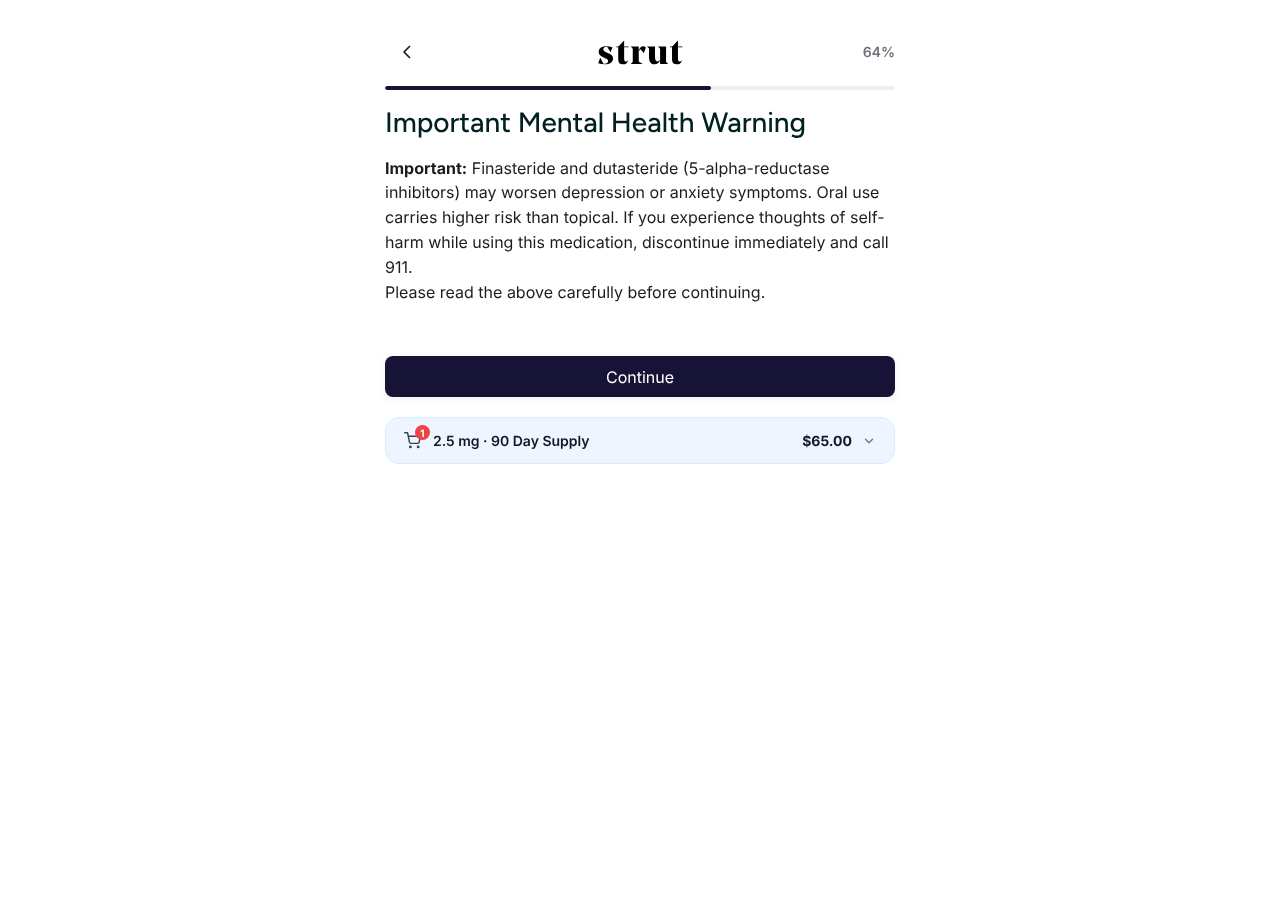 strut
64%
Important Mental Health Warning
Important: Finasteride and dutasteride (5-alpha-reductase
inhibitors) may worsen depression or anxiety symptoms. Oral use
carries higher risk than topical. If you experience thoughts of self-
harm while using this medication, discontinue immediately and call
911.
Please read the above carefully before continuing.
Continue
1
2.5 mg · 90 Day Supply
$65.00